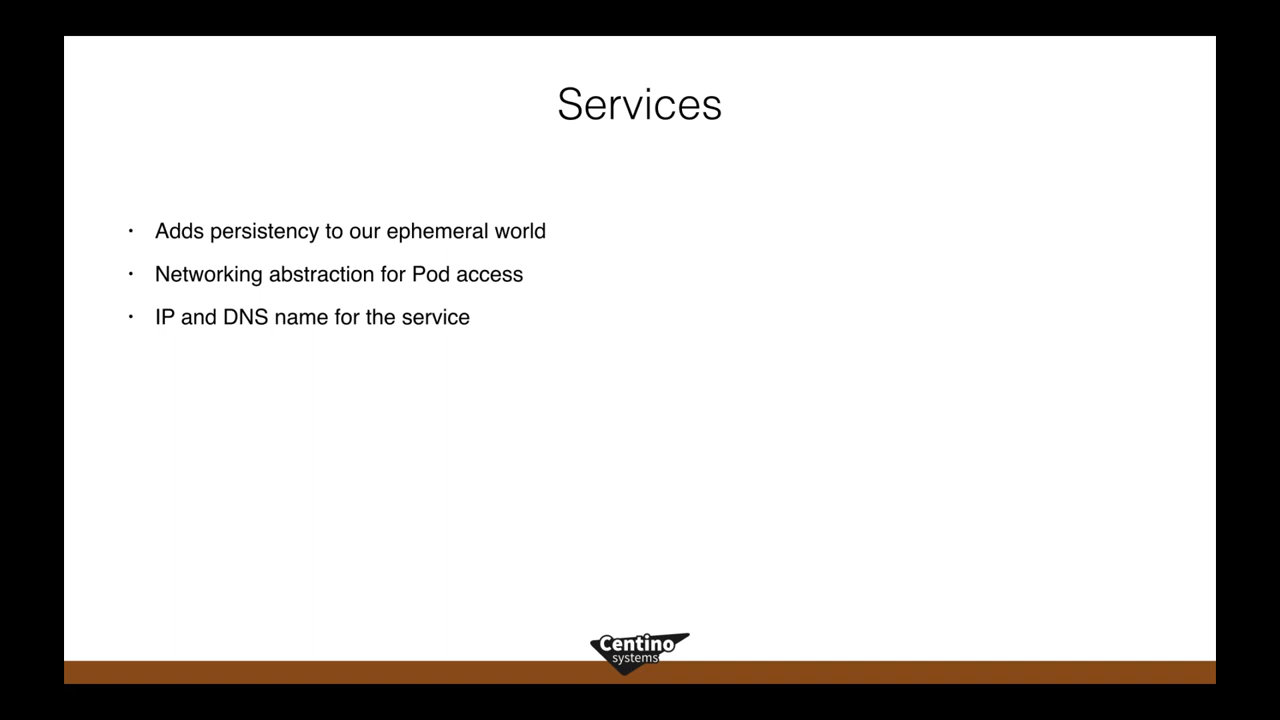 Services
• Adds persistency to our ephemeral world
• Networking abstraction for Pod access
• IP and DNS name for the service
Centino
systems